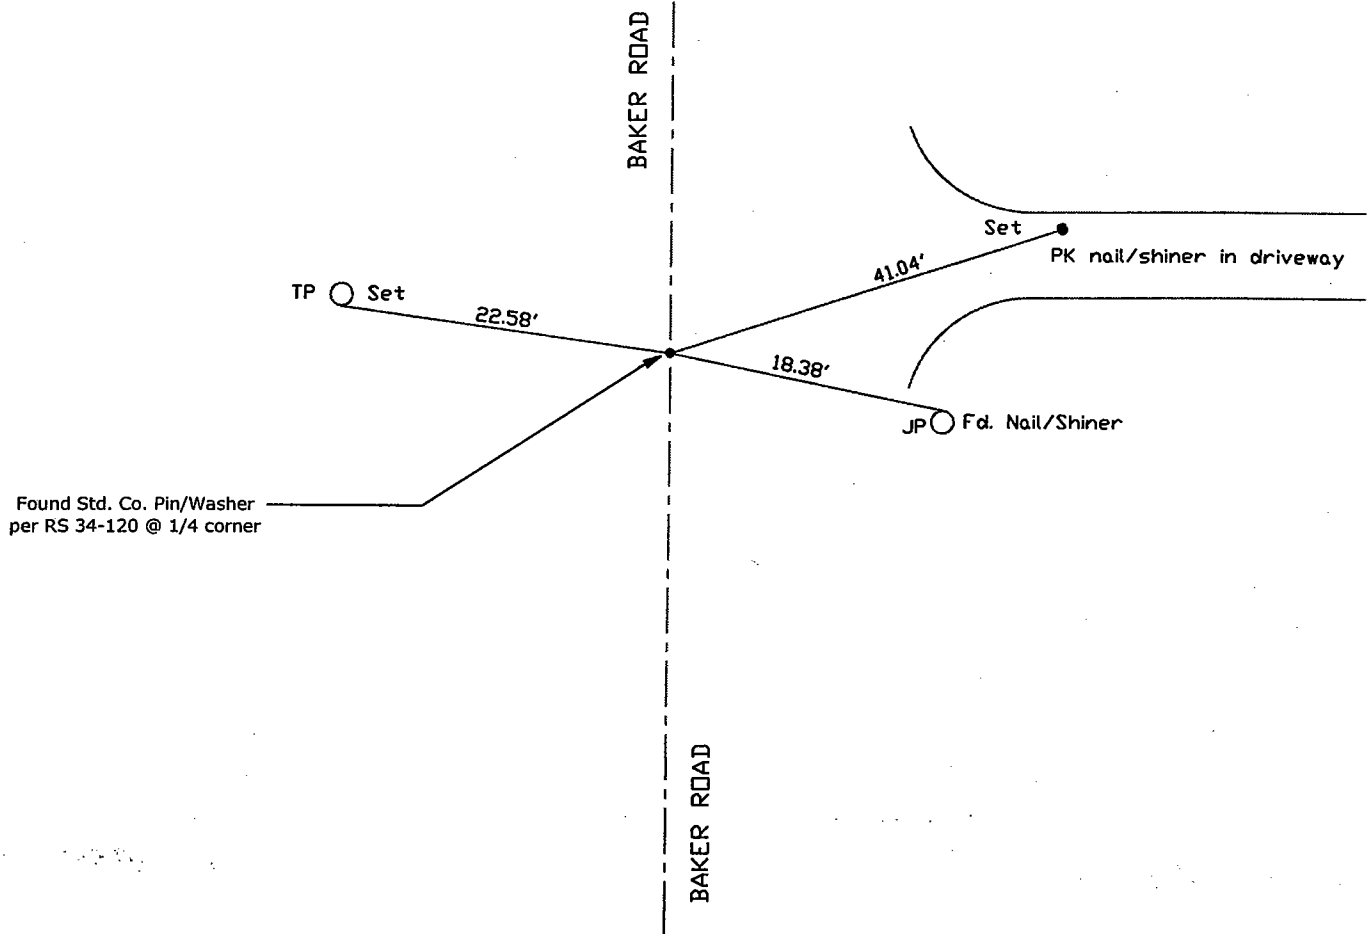 BAKER ROAD
Set
PK nail/shiner in driveway
41.04'
TP Set
22.58'
18.38'
JP Fd. Nail/Shiner
Found Std. Co. Pin/Washer
per RS 34-120 @ 1/4 corner
BAKER ROAD